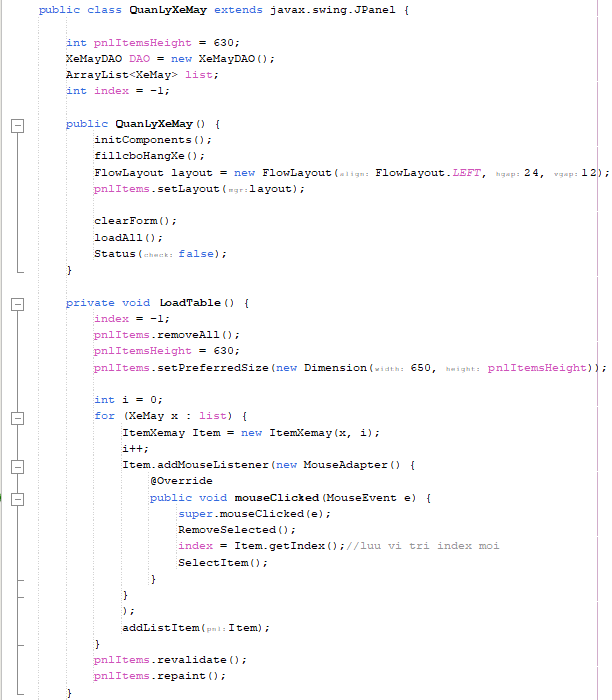 public class QuanLyXeMay extends javax.swing.JPanel {
int pnlItemsHeight = 630;
XeMayDAO DAO = new XeMayDAO();
ArrayList<XeMay> list;
int index = -1;
public QuanLyXeMay() {
initComponents();
fillcboHangXe();
FlowLayout layout = new FlowLayout(align: FlowLayout.LEFT, hgap: 24, vgap: 12);
pnlItems.setLayout(mgr: layout);
clearForm();
loadAll();
Status(check: false);
}
private void LoadTable() {
index = -1;
pnlItems.removeAll();
pnlItemsHeight = 630;
pnlItems.setPreferredSize(new Dimension(width: 650, height: pnlItemsHeight));
int i = 0;
for (XeMay x : list) {
ItemXemay Item = new ItemXemay(x, i);
i++;
Item.addMouseListener(new MouseAdapter() {
@Override
public void mouseClicked(MouseEvent e) {
super.mouseClicked(e);
RemoveSelected();
index = Item.getIndex();//luu vi tri index moi
SelectItem();
}
}
);
addListItem(pnl: Item);
}
pnlItems.revalidate();
pnlItems.repaint();
}